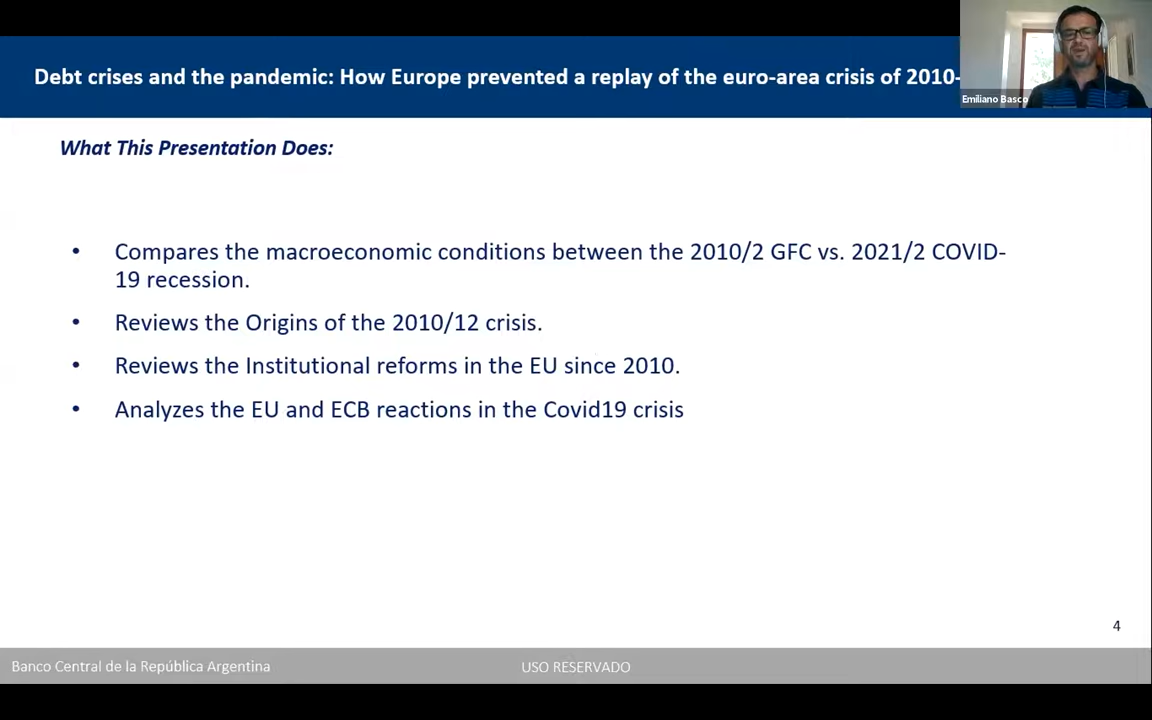 Debt crises and the pandemic: How Europe prevented a replay of the euro-area crisis of 2010-
Emiliano Basco
What This Presentation Does:
• Compares the macroeconomic conditions between the 2010/2 GFC vs. 2021/2 COVID-
19 recession.
• Reviews the Origins of the 2010/12 crisis.
• Reviews the Institutional reforms in the EU since 2010.
• Analyzes the EU and ECB reactions in the Covid19 crisis
4
Banco Central de la República Argentina
USO RESERVADO